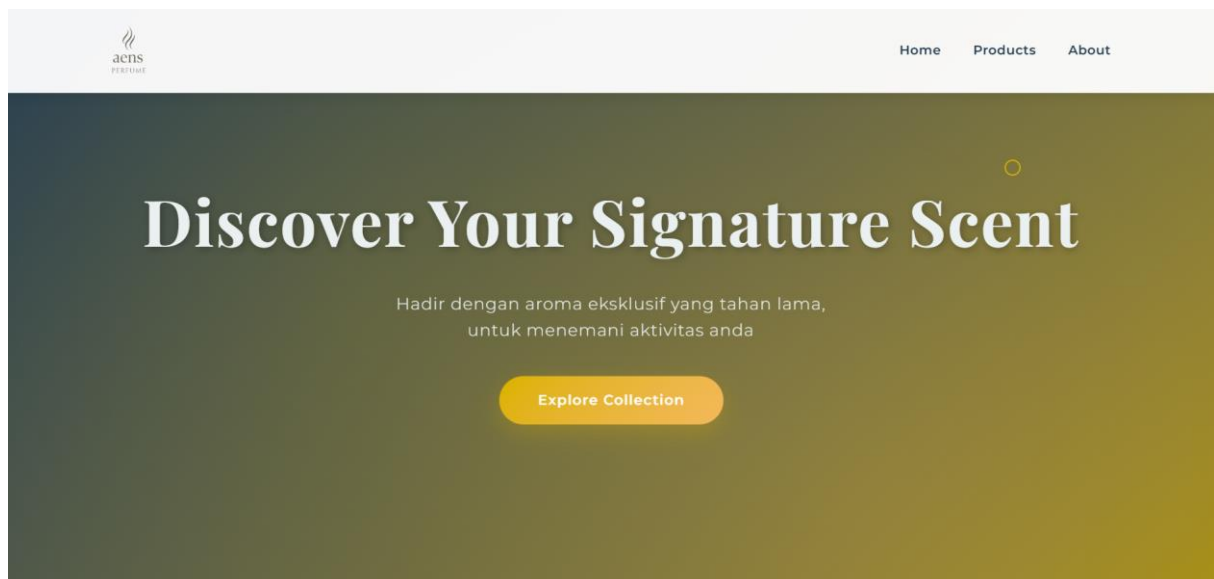 aens
PERFUME
Home Products About
Discover Your Signature Scent
Hadir dengan aroma eksklusif yang tahan lama,
untuk menemani aktivitas anda
Explore Collection